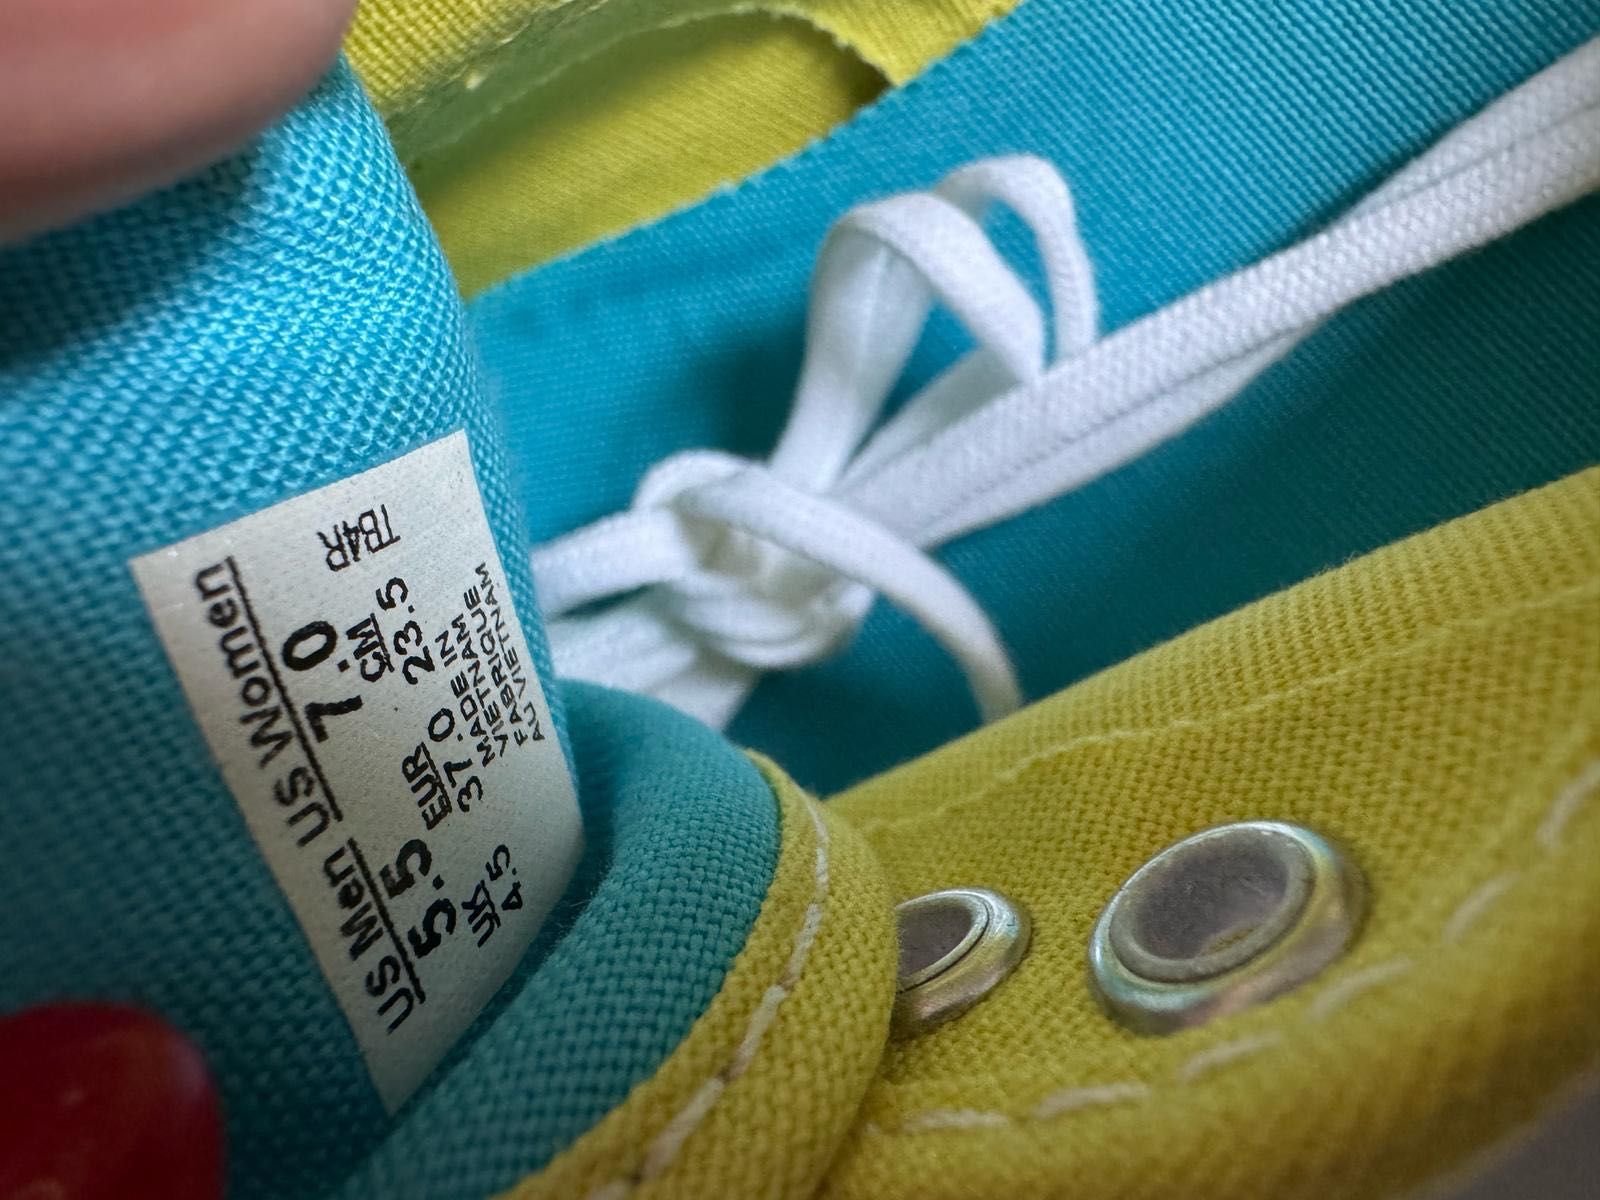 US Men US Women
5.5 7.0
UK EUR CM
4.5 37.0 23.5
MADE IN
VIETNAM
FABRIQUE
AU VIETNAM